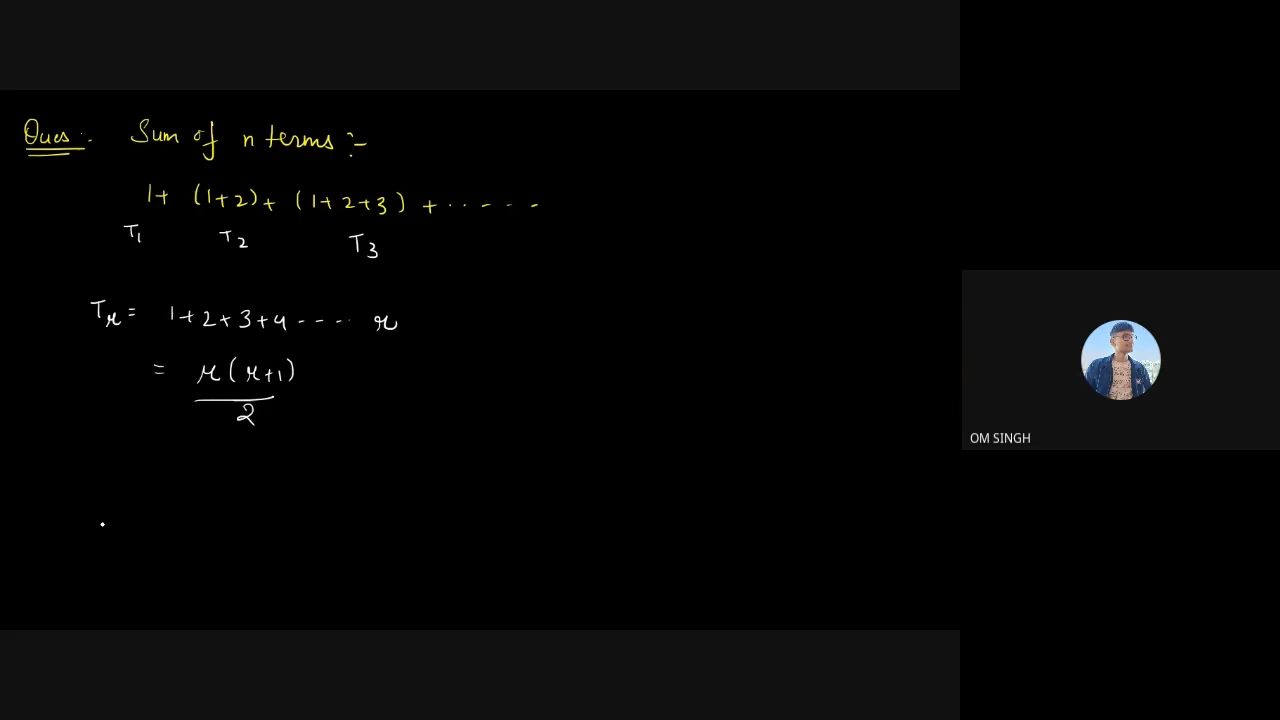 Ques :. Sum of n terms :-
1+ (1+2) + (1+2+3) + ......
T1 T2 T3
Tr = 1+2+3+4 ---- r
= r(r+1)
2
OM SINGH